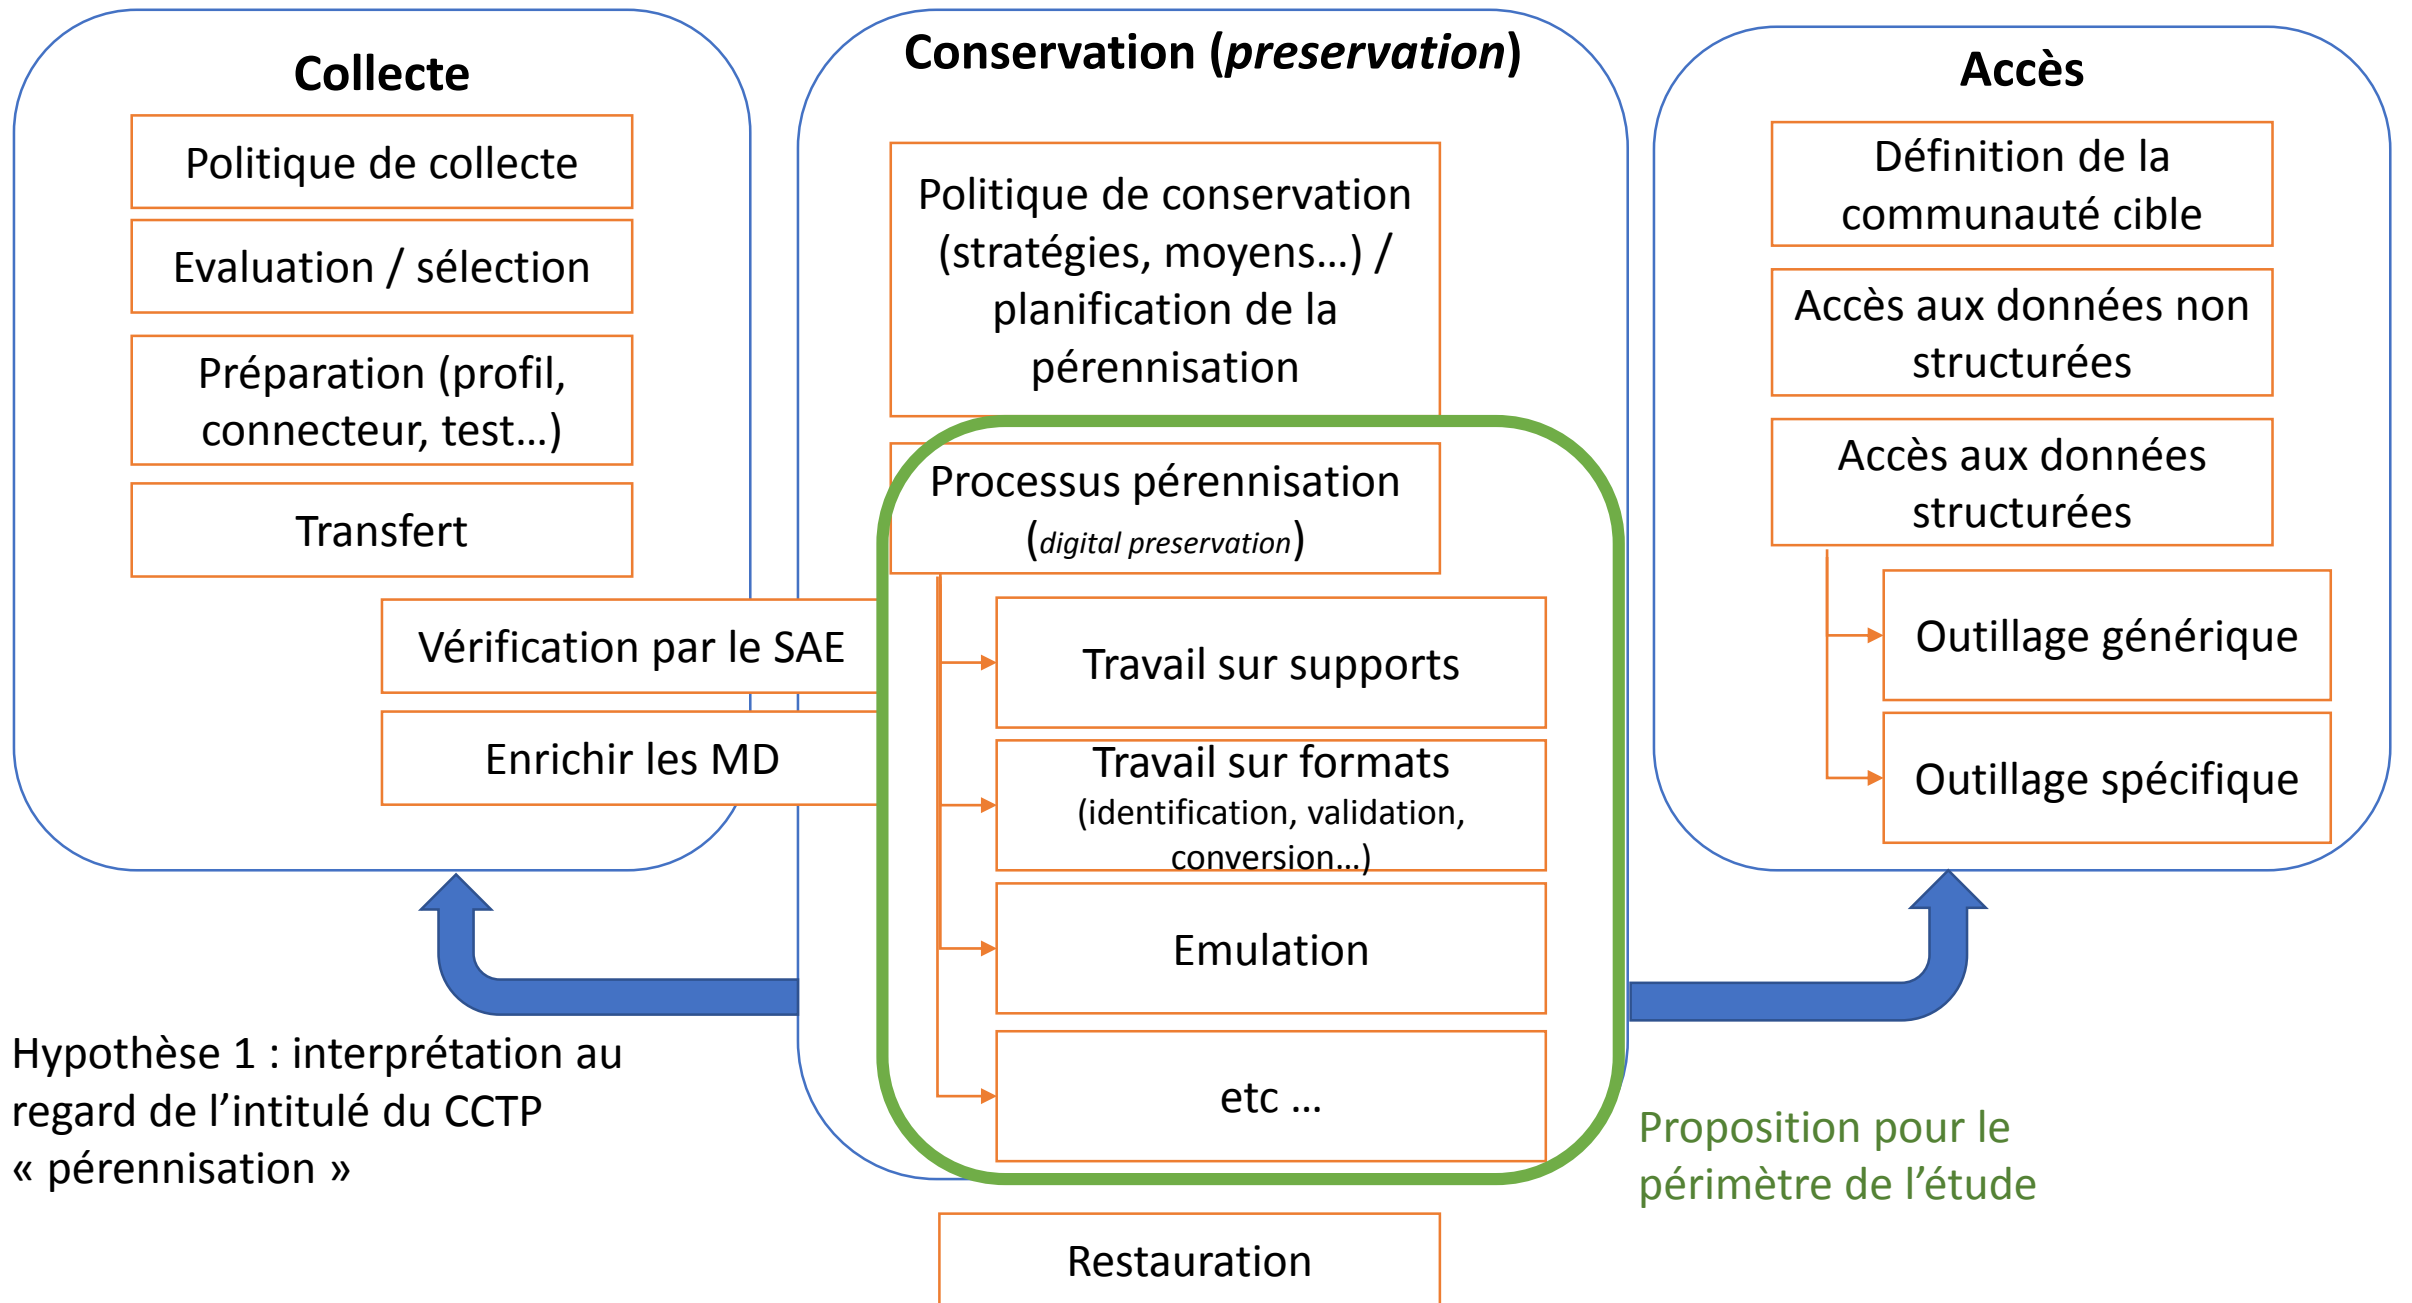 Collecte
Politique de collecte
Evaluation / sélection
Préparation (profil,
connecteur, test…)
Transfert
Vérification par le SAE
Enrichir les MD
Conservation (preservation)
Politique de conservation
(stratégies, moyens…) /
planification de la
pérennisation
Processus pérennisation
(digital preservation)
Travail sur supports
Travail sur formats
(identification, validation,
conversion…)
Emulation
etc …
Restauration
Accès
Définition de la
communauté cible
Accès aux données non
structurées
Accès aux données
structurées
Outillage générique
Outillage spécifique
Hypothèse 1 : interprétation au
regard de l’intitulé du CCTP
« pérennisation »
Proposition pour le
périmètre de l’étude